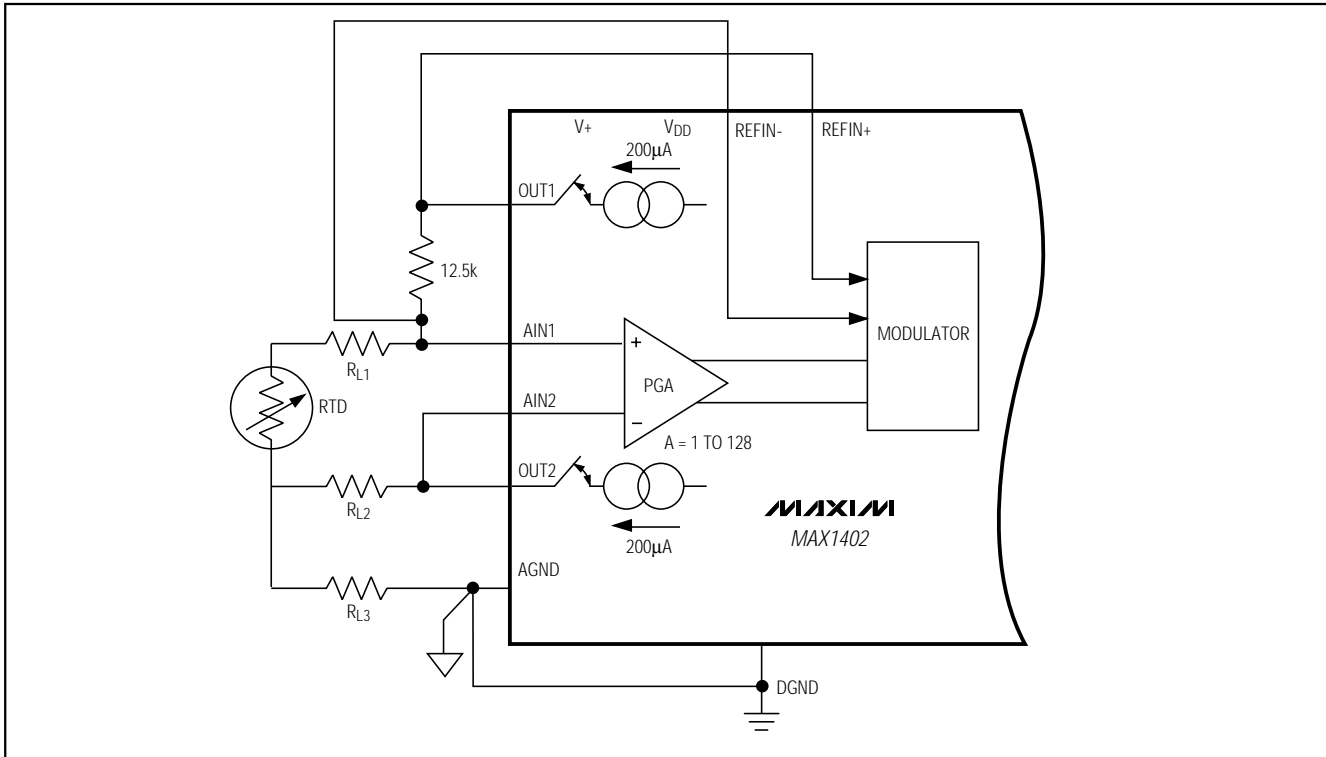 V+ VDD REFIN- REFIN+
200µA
OUT1
12.5k
AIN1
MODULATOR
RL1
+
PGA
RTD
AIN2
−
A = 1 TO 128
OUT2
RL2
MAXIM
200µA
MAX1402
AGND
RL3
DGND